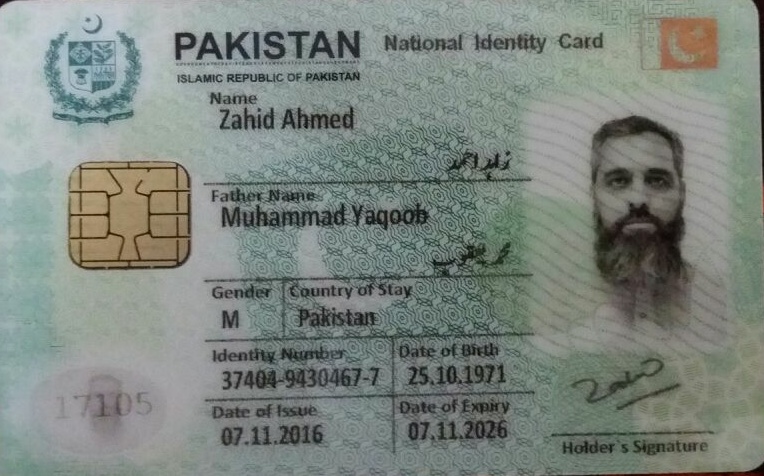 PAKISTAN National Identity Card
ISLAMIC REPUBLIC OF PAKISTAN
Name
Zahid Ahmed
زاہد احمد
Father Name
Muhammad Yaqoob
محمد یعقوب
Gender Country of Stay
M Pakistan
Identity Number Date of Birth
37404-9430467-7 25.10.1971
17105
Date of Issue Date of Expiry
07.11.2016 07.11.2026
Holder's Signature